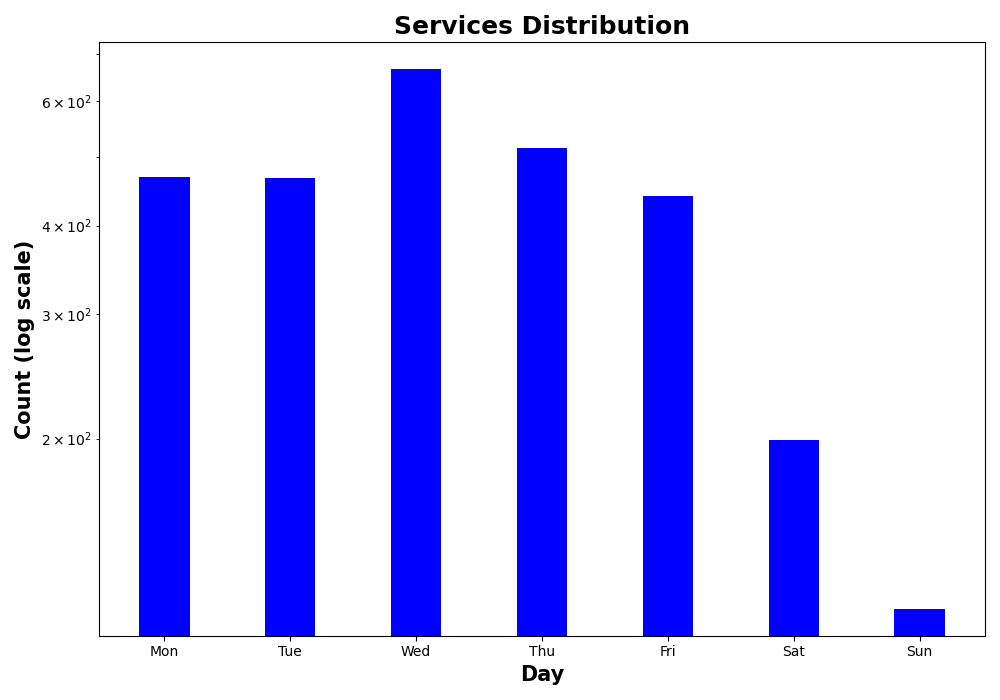 Services Distribution
Count (log scale)
6 × 10²
4 × 10²
3 × 10²
2 × 10²
Mon Tue Wed Thu Fri Sat Sun
Day